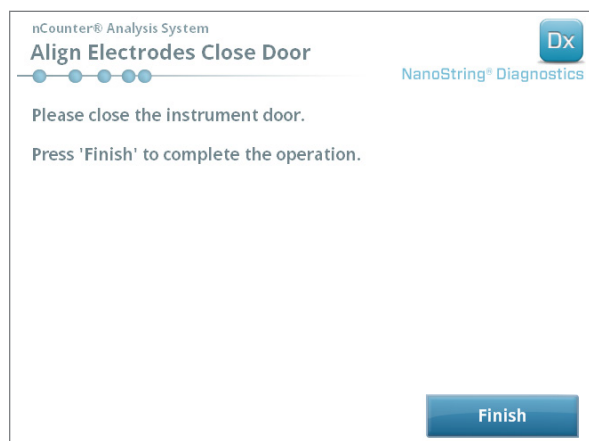 nCounter® Analysis System
Align Electrodes Close Door
Dx
NanoString® Diagnostics
Please close the instrument door.
Press 'Finish' to complete the operation.
Finish